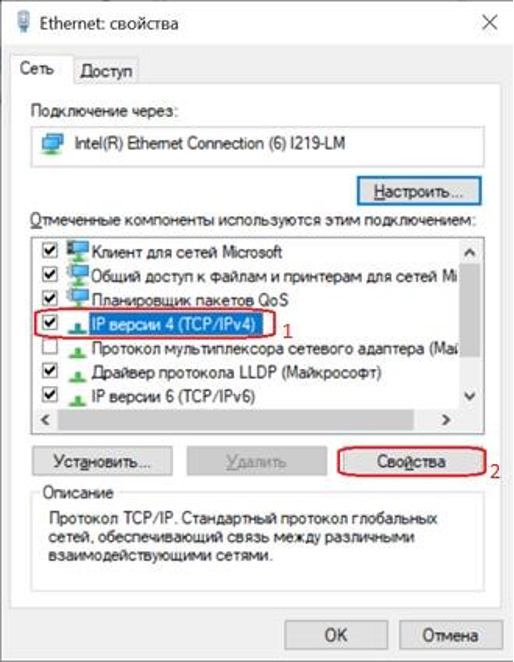 Ethernet: свойства
Сеть Доступ
Подключение через:
Intel(R) Ethernet Connection (6) I219-LM
Настроить...
Отмеченные компоненты используются этим подключением:
Клиент для сетей Microsoft
Общий доступ к файлам и принтерам для сетей Mi
Планировщик пакетов QoS
IP версии 4 (TCP/IPv4) 1
Протокол мультиплексора сетевого адаптера (Май
Драйвер протокола LLDP (Майкрософт)
IP версии 6 (TCP/IPv6)
Установить... Удалить Свойства 2
Описание
Протокол TCP/IP. Стандартный протокол глобальных
сетей, обеспечивающий связь между различными
взаимодействующими сетями.
OK Отмена